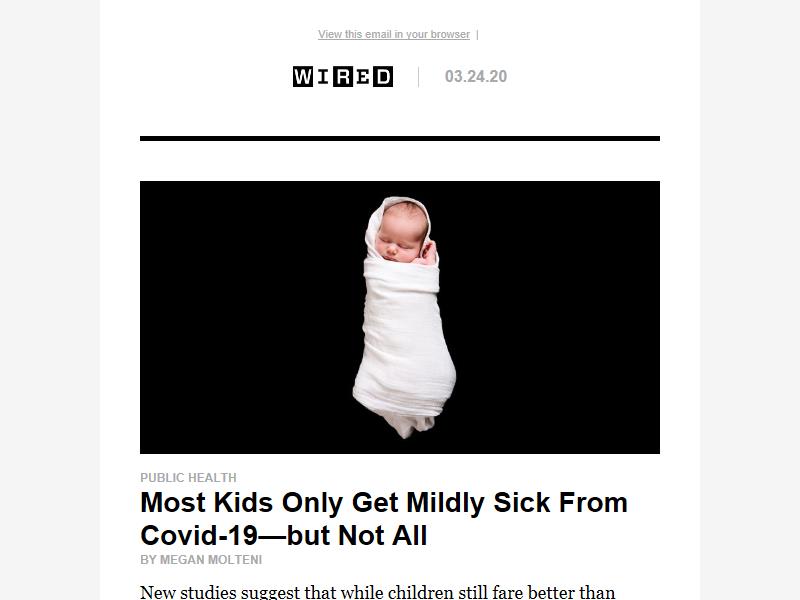 View this email in your browser |
WIRED | 03.24.20
PUBLIC HEALTH
Most Kids Only Get Mildly Sick From
Covid-19—but Not All
BY MEGAN MOLTENI
New studies suggest that while children still fare better than